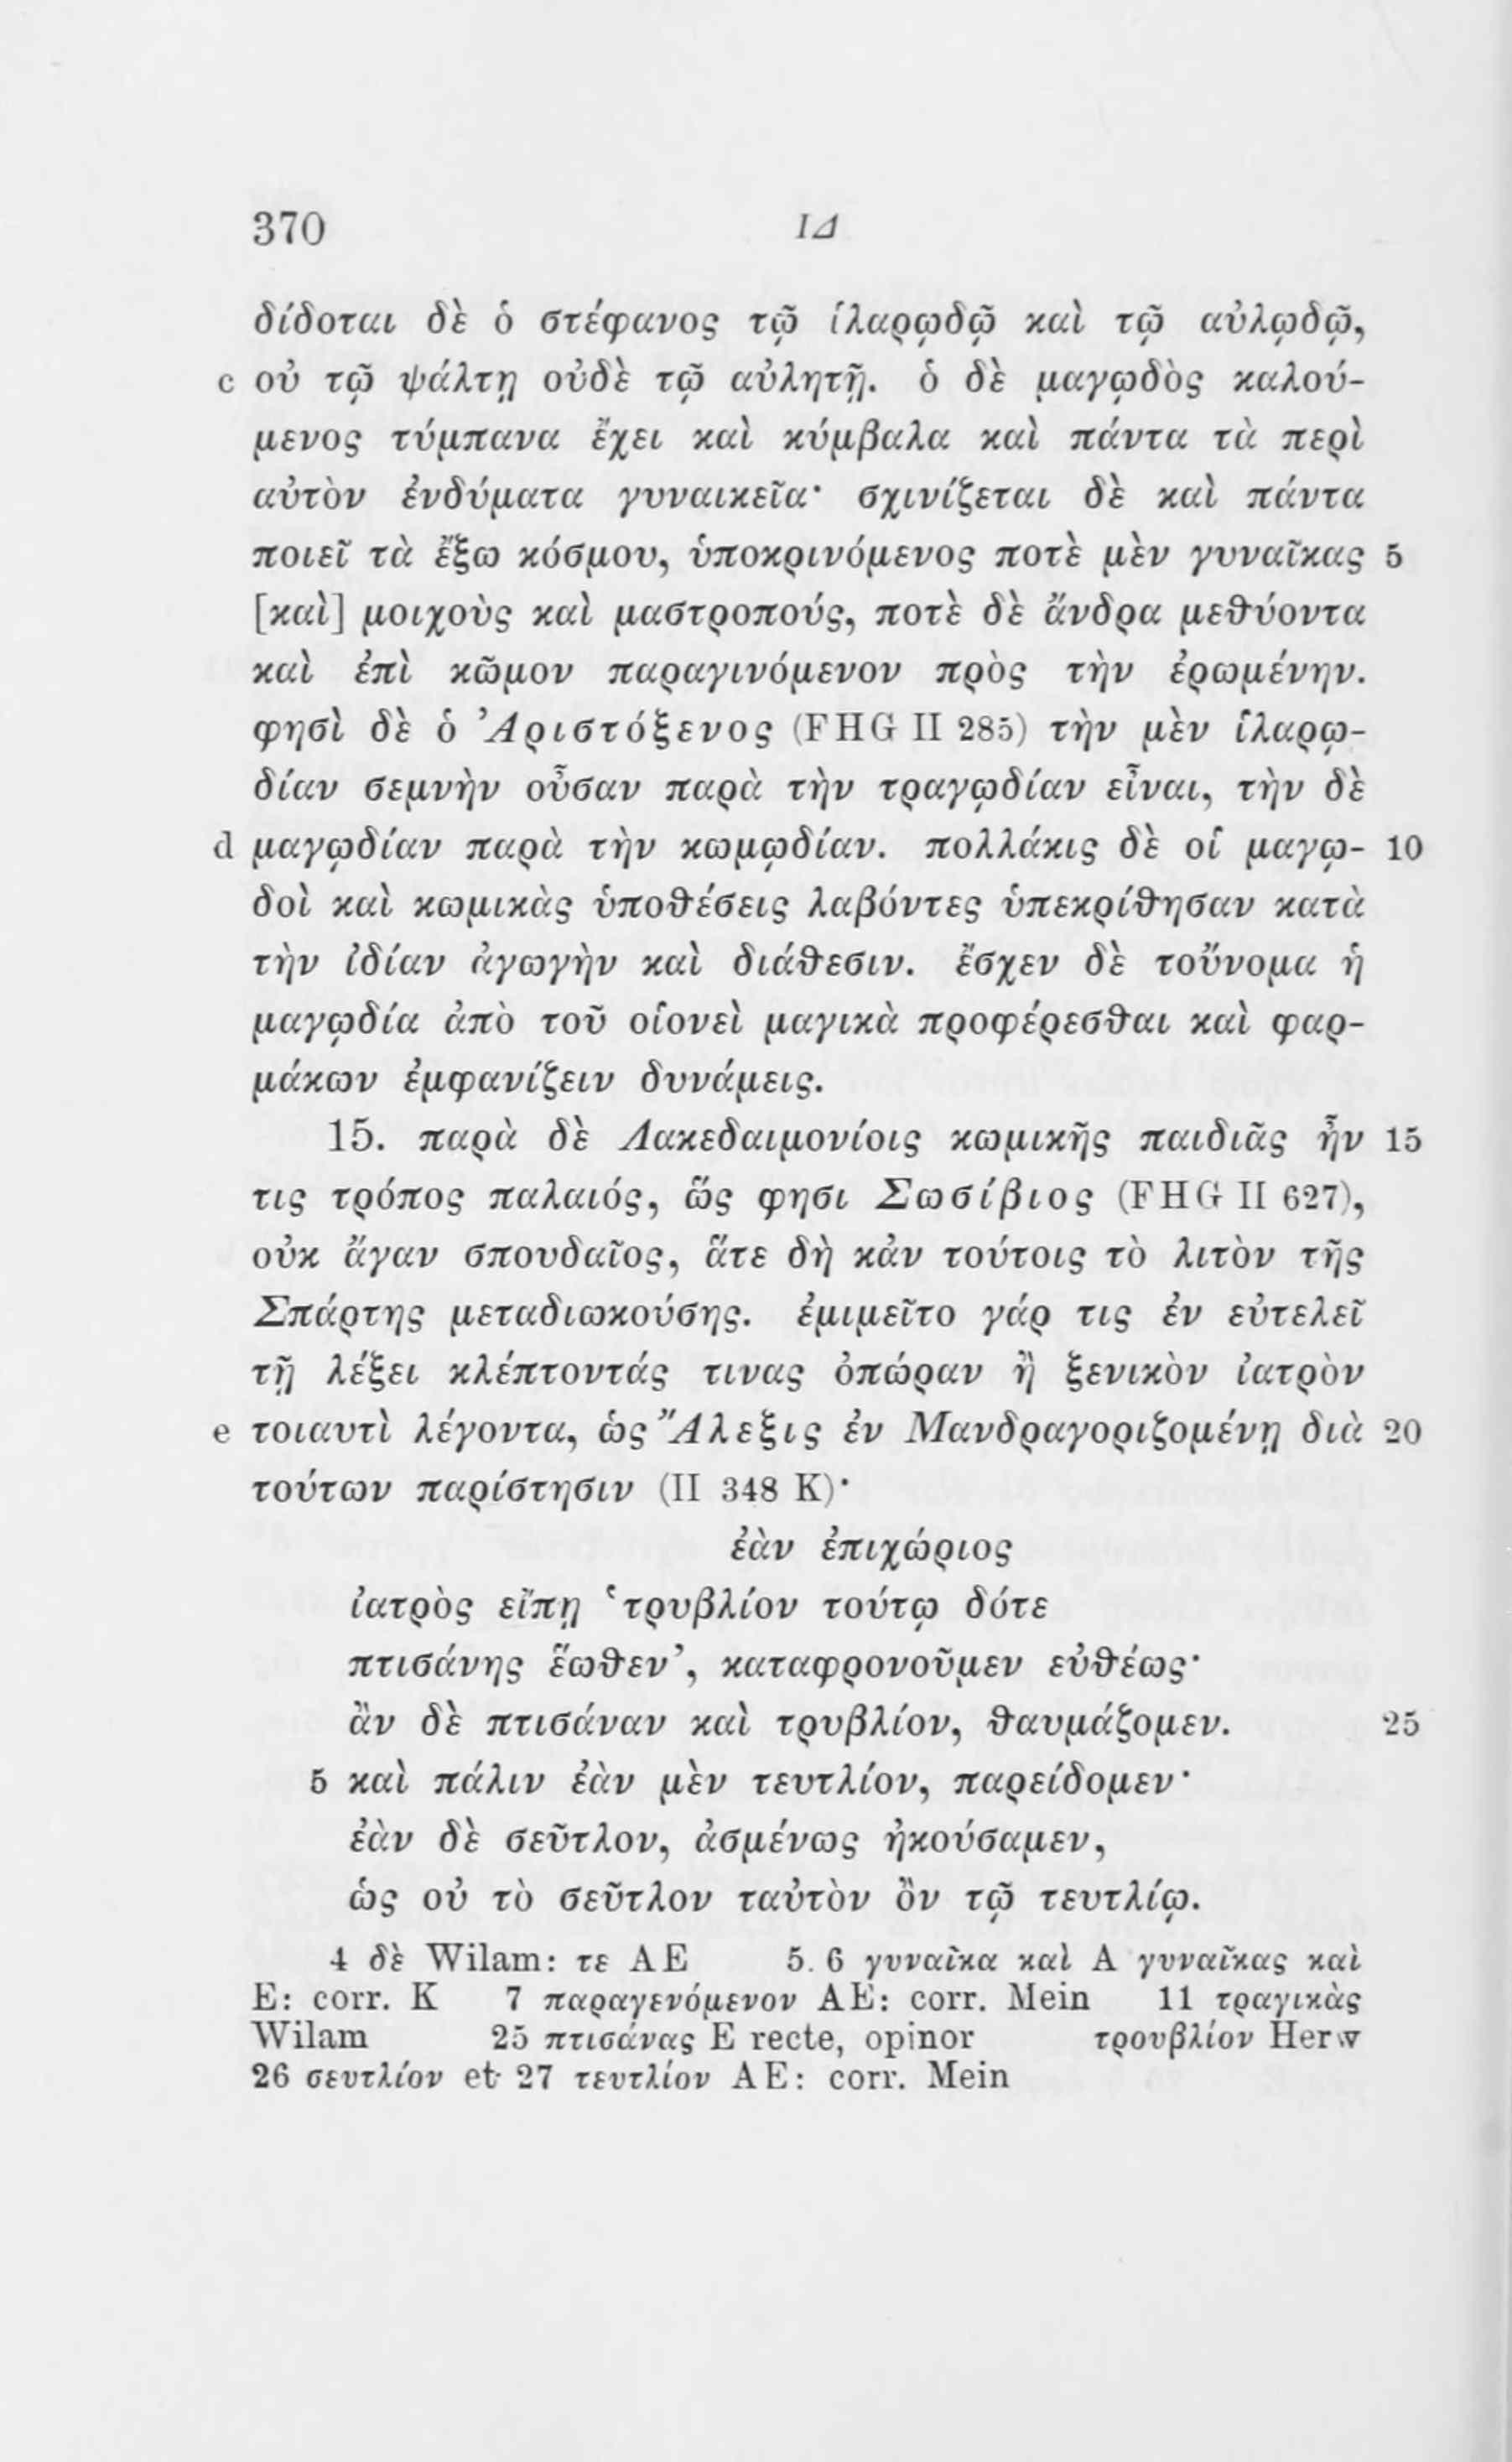 370 ΙΔ
δίδοται δὲ ὁ στέφανος τῷ ἱλαρῳδῷ καὶ τῷ αὐλῳδῷ,
c οὐ τῷ ψάλτῃ οὐδὲ τῷ αὐλητῇ. ὁ δὲ μαγῳδὸς καλού-
μενος τύμπανα ἔχει καὶ κύμβαλα καὶ πάντα τὰ περὶ
αὐτὸν ἐνδύματα γυναικεῖα· σχινίζεται δὲ καὶ πάντα
ποιεῖ τὰ ἔξω κόσμου, ὑποκρινόμενος ποτὲ μὲν γυναῖκας 5
[καὶ] μοιχοὺς καὶ μαστροπούς, ποτὲ δὲ ἄνδρα μεθύοντα
καὶ ἐπὶ κῶμον παραγινόμενον πρὸς τὴν ἐρωμένην.
φησὶ δὲ ὁ Ἀριστόξενος (FHG II 285) τὴν μὲν ἱλαρῳ-
δίαν σεμνὴν οὖσαν παρὰ τὴν τραγῳδίαν εἶναι, τὴν δὲ
d μαγῳδίαν παρὰ τὴν κωμῳδίαν. πολλάκις δὲ οἱ μαγῳ- 10
δοὶ καὶ κωμικὰς ὑποθέσεις λαβόντες ὑπεκρίθησαν κατὰ
τὴν ἰδίαν ἀγωγὴν καὶ διάθεσιν. ἔσχεν δὲ τοὔνομα ἡ
μαγῳδία ἀπὸ τοῦ οἱονεὶ μαγικὰ προφέρεσθαι καὶ φαρ-
μάκων ἐμφανίζειν δυνάμεις.
15. παρὰ δὲ Λακεδαιμονίοις κωμικῆς παιδιᾶς ἦν 15
τις τρόπος παλαιός, ὥς φησι Σωσίβιος (FHG II 627),
οὐκ ἄγαν σπουδαῖος, ἅτε δὴ κἀν τούτοις τὸ λιτὸν τῆς
Σπάρτης μεταδιωκούσης. ἐμιμεῖτο γάρ τις ἐν εὐτελεῖ
τῇ λέξει κλέπτοντάς τινας ὀπώραν ἢ ξενικὸν ἰατρὸν
e τοιαυτὶ λέγοντα, ὡς Ἄλεξις ἐν Μανδραγοριζομένῃ διὰ 20
τούτων παρίστησιν (II 348 K)·
ἐὰν ἐπιχώριος
ἰατρὸς εἴπῃ ‘τρυβλίον τούτῳ δότε
πτισάνης ἕωθεν’, καταφρονοῦμεν εὐθέως·
ἂν δὲ πτισάναν καὶ τρυβλίον, θαυμάζομεν. 25
5 καὶ πάλιν ἐὰν μὲν τευτλίον, παρείδομεν·
ἐὰν δὲ σεῦτλον, ἀσμένως ἠκούσαμεν,
ὡς οὐ τὸ σεῦτλον ταὐτὸν ὂν τῷ τευτλίῳ.
4 δὲ Wilam: τε AE 5. 6 γυναῖκα καὶ A γυναῖκας καὶ
E: corr. K 7 παραγενόμενον AE: corr. Mein 11 τραγικὰς
Wilam 25 πτισάνας E recte, opinor τρουβλίον Herw
26 σευτλίον et 27 τευτλίον AE: corr. Mein